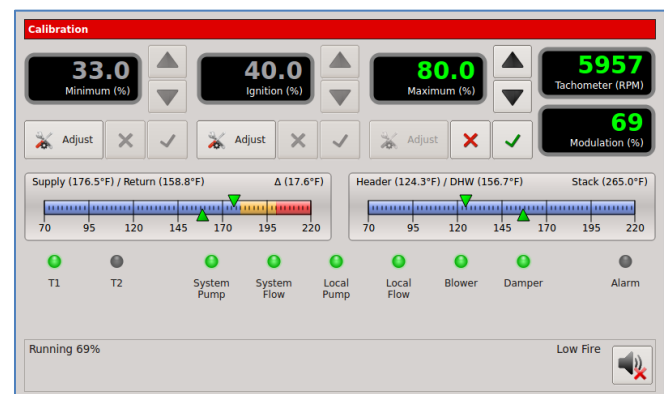 Calibration
33.0
Minimum (%)
40.0
Ignition (%)
80.0
Maximum (%)
5957
Tachometer (RPM)
Adjust
Adjust
Adjust
69
Modulation (%)
Supply (176.5°F) / Return (158.8°F) Δ (17.6°F)
70 95 120 145 170 195 220
Header (124.3°F) / DHW (156.7°F) Stack (265.0°F)
70 95 120 145 170 195 220
T1
T2
System
Pump
System
Flow
Local
Pump
Local
Flow
Blower
Damper
Alarm
Running 69%
Low Fire